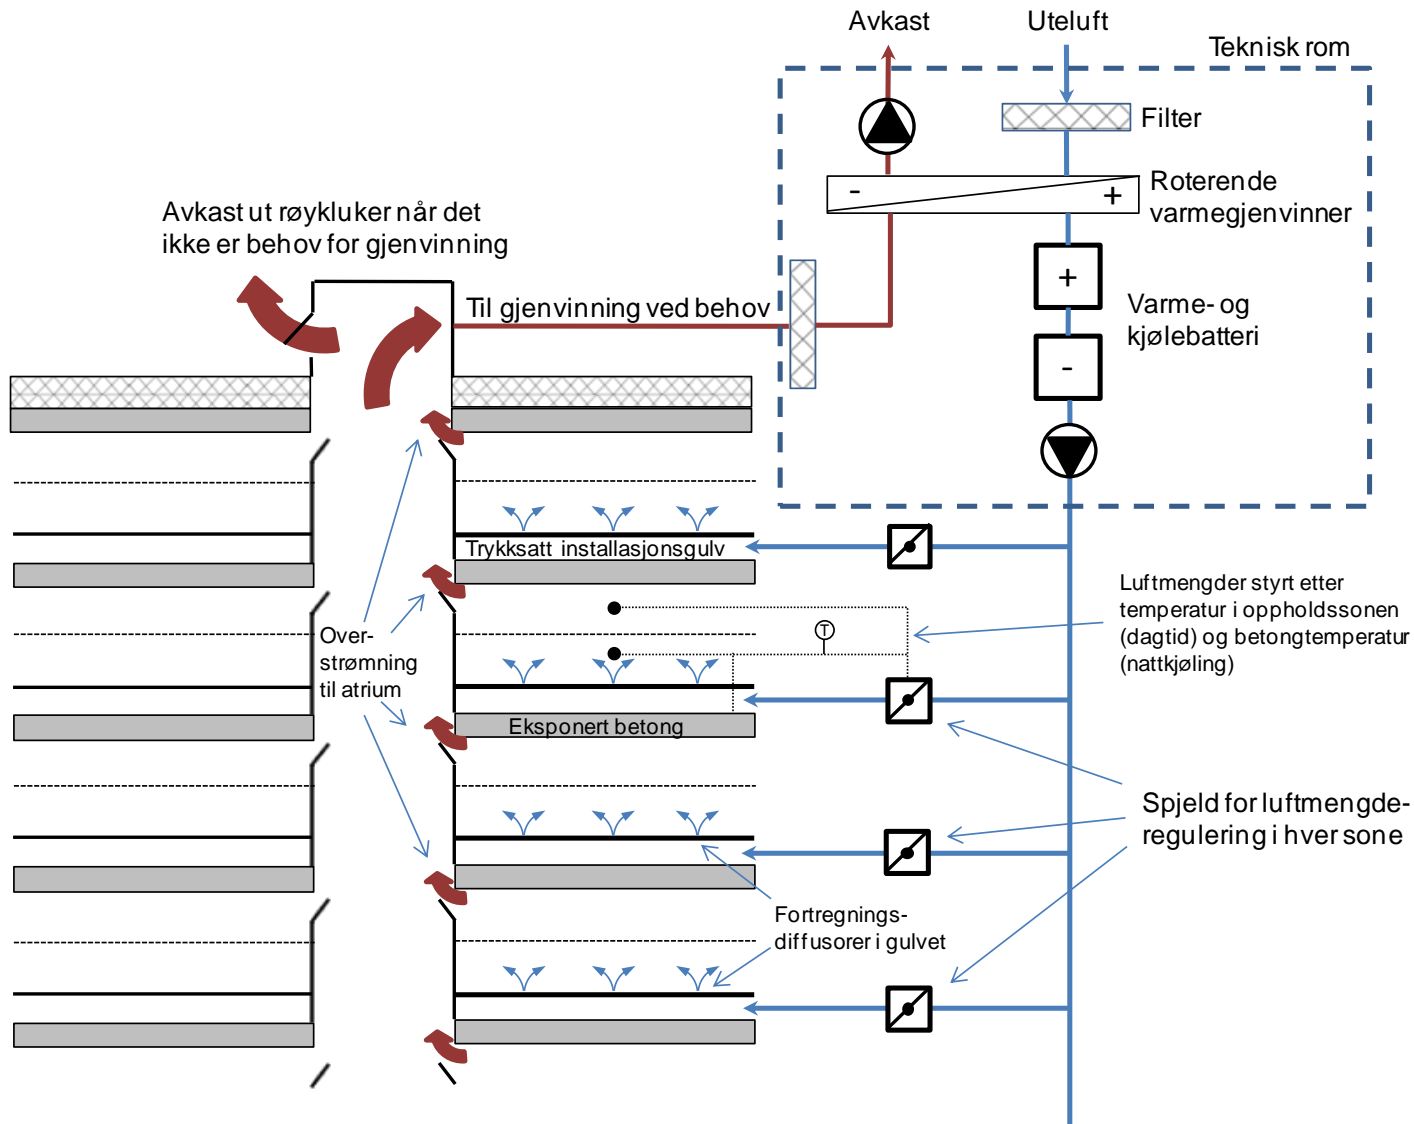 Avkast
Uteluft
Teknisk rom
Filter
-
+
Roterende
varmegjenvinner
Avkast ut røykluker når det
ikke er behov for gjenvinning
+
Til gjenvinning ved behov
Varme- og
kjølebatteri
-
Trykksatt installasjonsgulv
Luftmengder styrt etter
temperatur i oppholdssonen
(dagtid) og betongtemperatur
(nattkjøling)
T
Over-
strømning
til atrium
Eksponert betong
Spjeld for luftmengde-
regulering i hver sone
Fortregnings-
diffusorer i gulvet